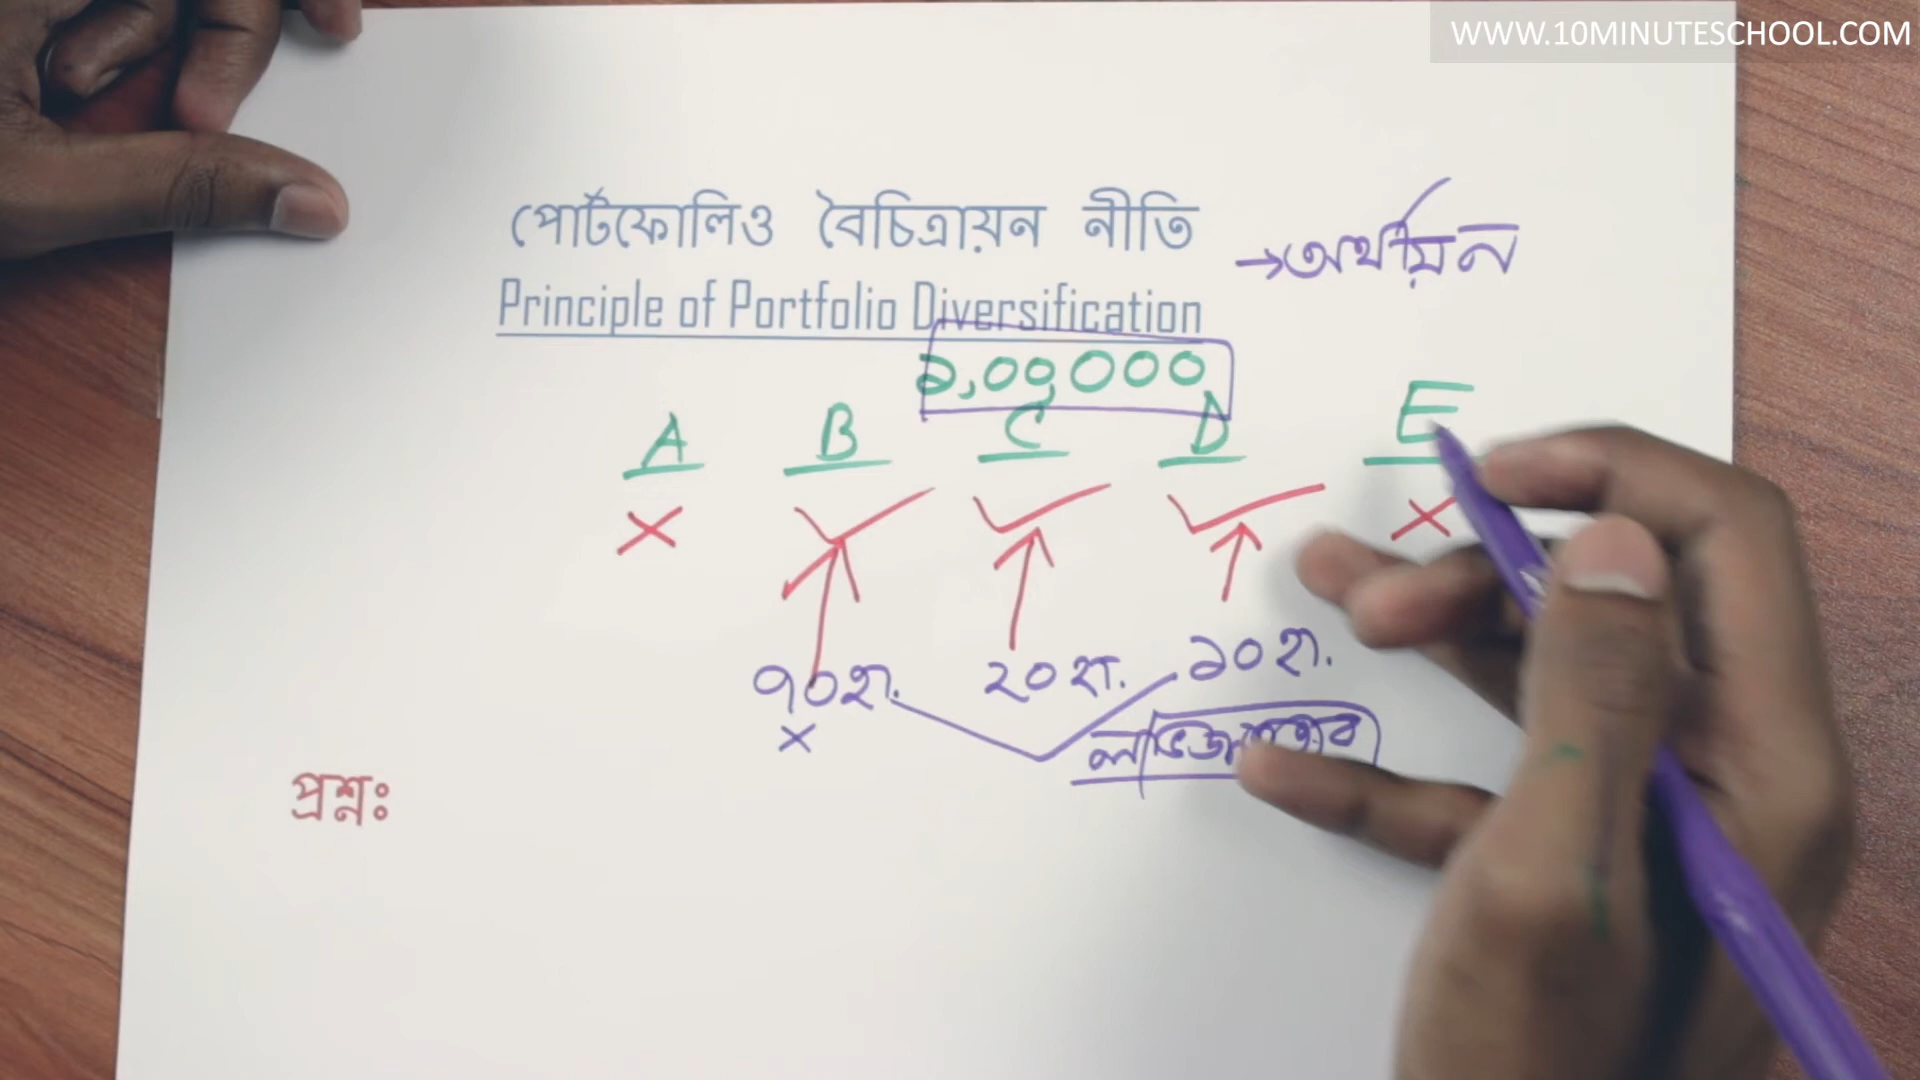 WWW.10MINUTESCHOOL.COM
পোর্টফোলিও বৈচিত্রায়ন নীতি
→অর্থায়ন
Principle of Portfolio Diversification
১,০০,০০০
A B C D E
৭০হা. ২০হা. ১০হা.
প্রশ্নঃ